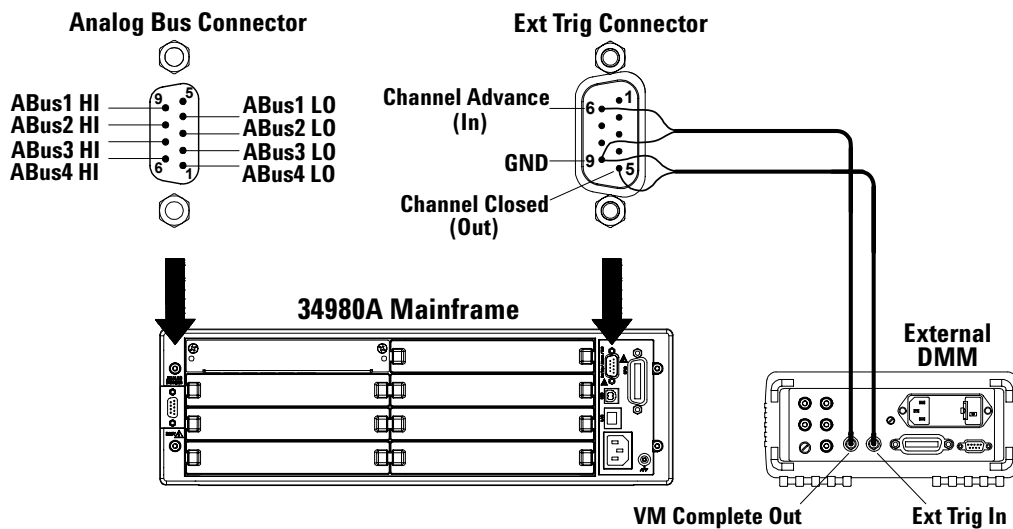 Analog Bus Connector
Ext Trig Connector
9
5
ABus1 HI
ABus1 LO
ABus2 HI
ABus2 LO
ABus3 HI
ABus3 LO
ABus4 HI
ABus4 LO
6
1
Channel Advance
(In)
6
1
GND
9
5
Channel Closed
(Out)
34980A Mainframe
External
DMM
VM Complete Out
Ext Trig In